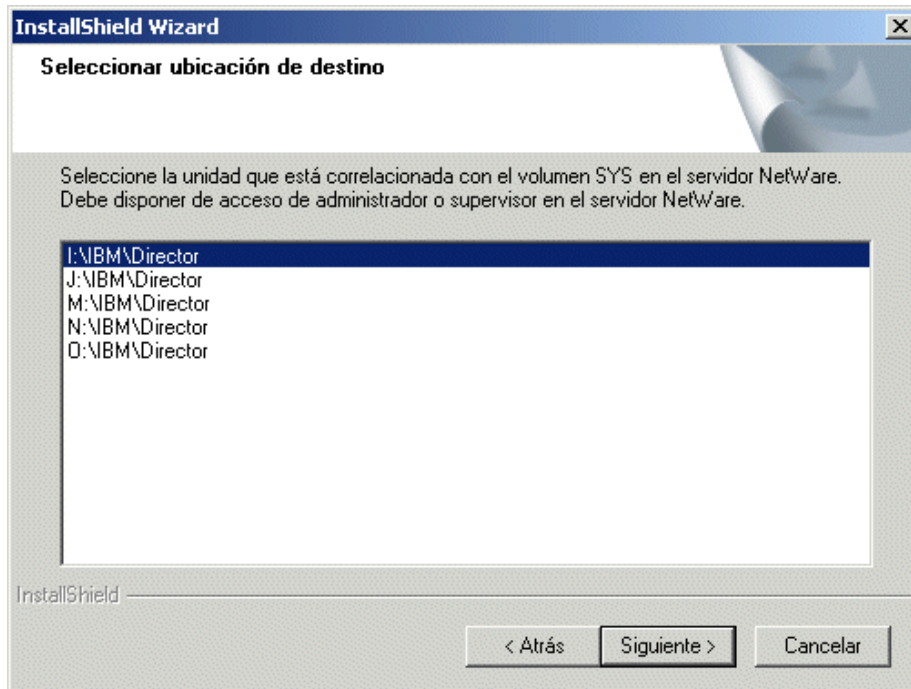 InstallShield Wizard
Seleccionar ubicación de destino
Seleccione la unidad que está correlacionada con el volumen SYS en el servidor NetWare.
Debe disponer de acceso de administrador o supervisor en el servidor NetWare.
I:\IBM\Director
J:\IBM\Director
M:\IBM\Director
N:\IBM\Director
O:\IBM\Director
InstallShield
< Atrás
Siguiente >
Cancelar